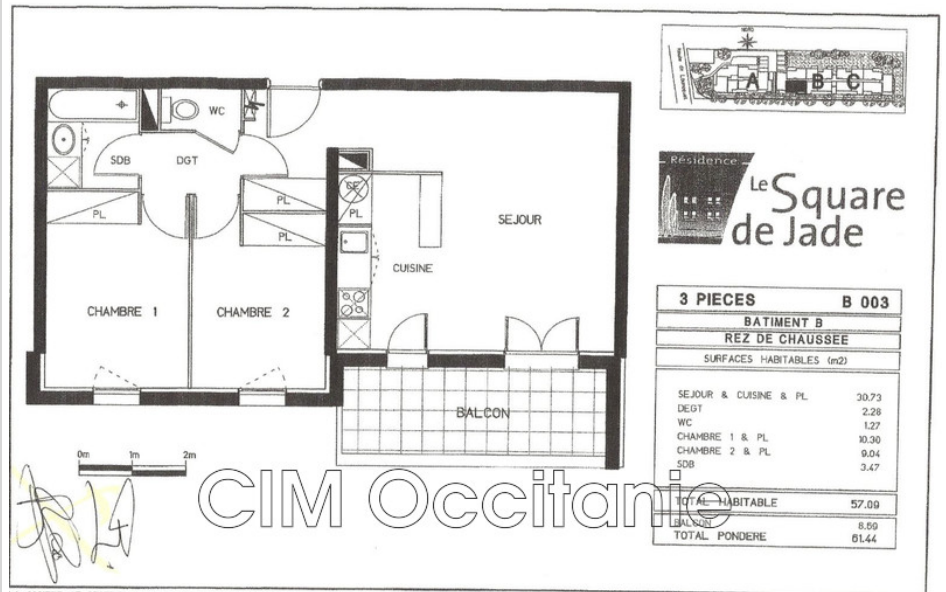 WC
SDB
DGT
PL
PL
PL
CE
PL
SEJOUR
CUISINE
CHAMBRE 1
CHAMBRE 2
BALCON
0m 1m 2m
CIM Occitanie
A B C
Résidence
Le Square
de Jade
3 PIECES B 003
BATIMENT B
REZ DE CHAUSSEE
SURFACES HABITABLES (m2)
SEJOUR & CUISINE & PL 30.73
DEGT 2.28
WC 1.27
CHAMBRE 1 & PL 10.30
CHAMBRE 2 & PL 9.04
SDB 3.47
TOTAL HABITABLE 57.09
BALCON 8.69
TOTAL PONDERE 61.44